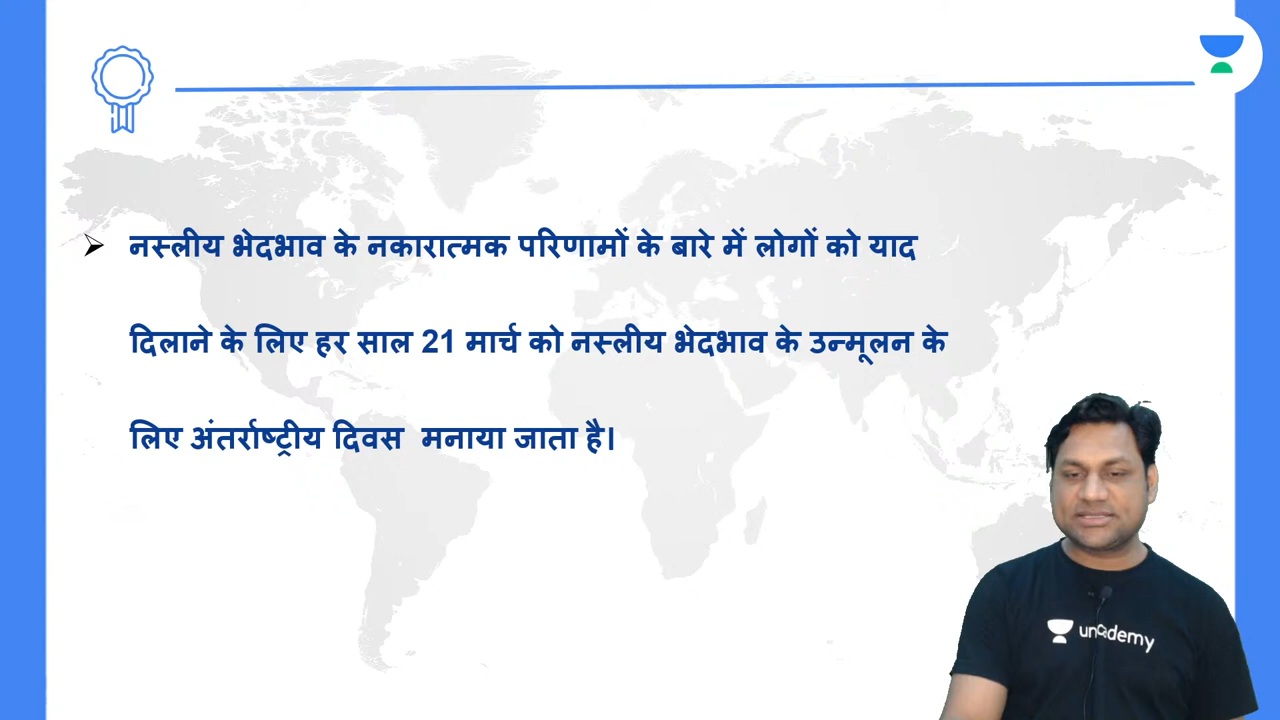 नस्लीय भेदभाव के नकारात्मक परिणामों के बारे में लोगों को याद
दिलाने के लिए हर साल 21 मार्च को नस्लीय भेदभाव के उन्मूलन के
लिए अंतर्राष्ट्रीय दिवस मनाया जाता है।
unacademy